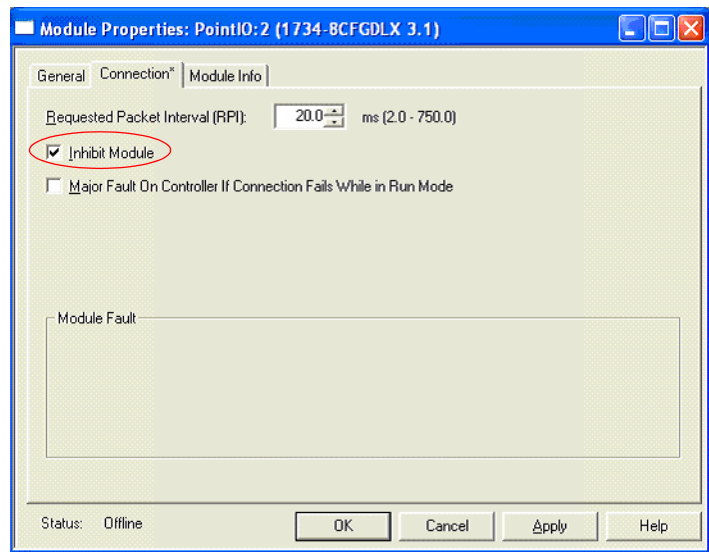 Module Properties: PointIO:2 (1734-8CFGDLX 3.1)
General Connection* Module Info
Requested Packet Interval (RPI): 20.0 ms (2.0 - 750.0)
Inhibit Module
Major Fault On Controller If Connection Fails While in Run Mode
Module Fault
Status: Offline OK Cancel Apply Help